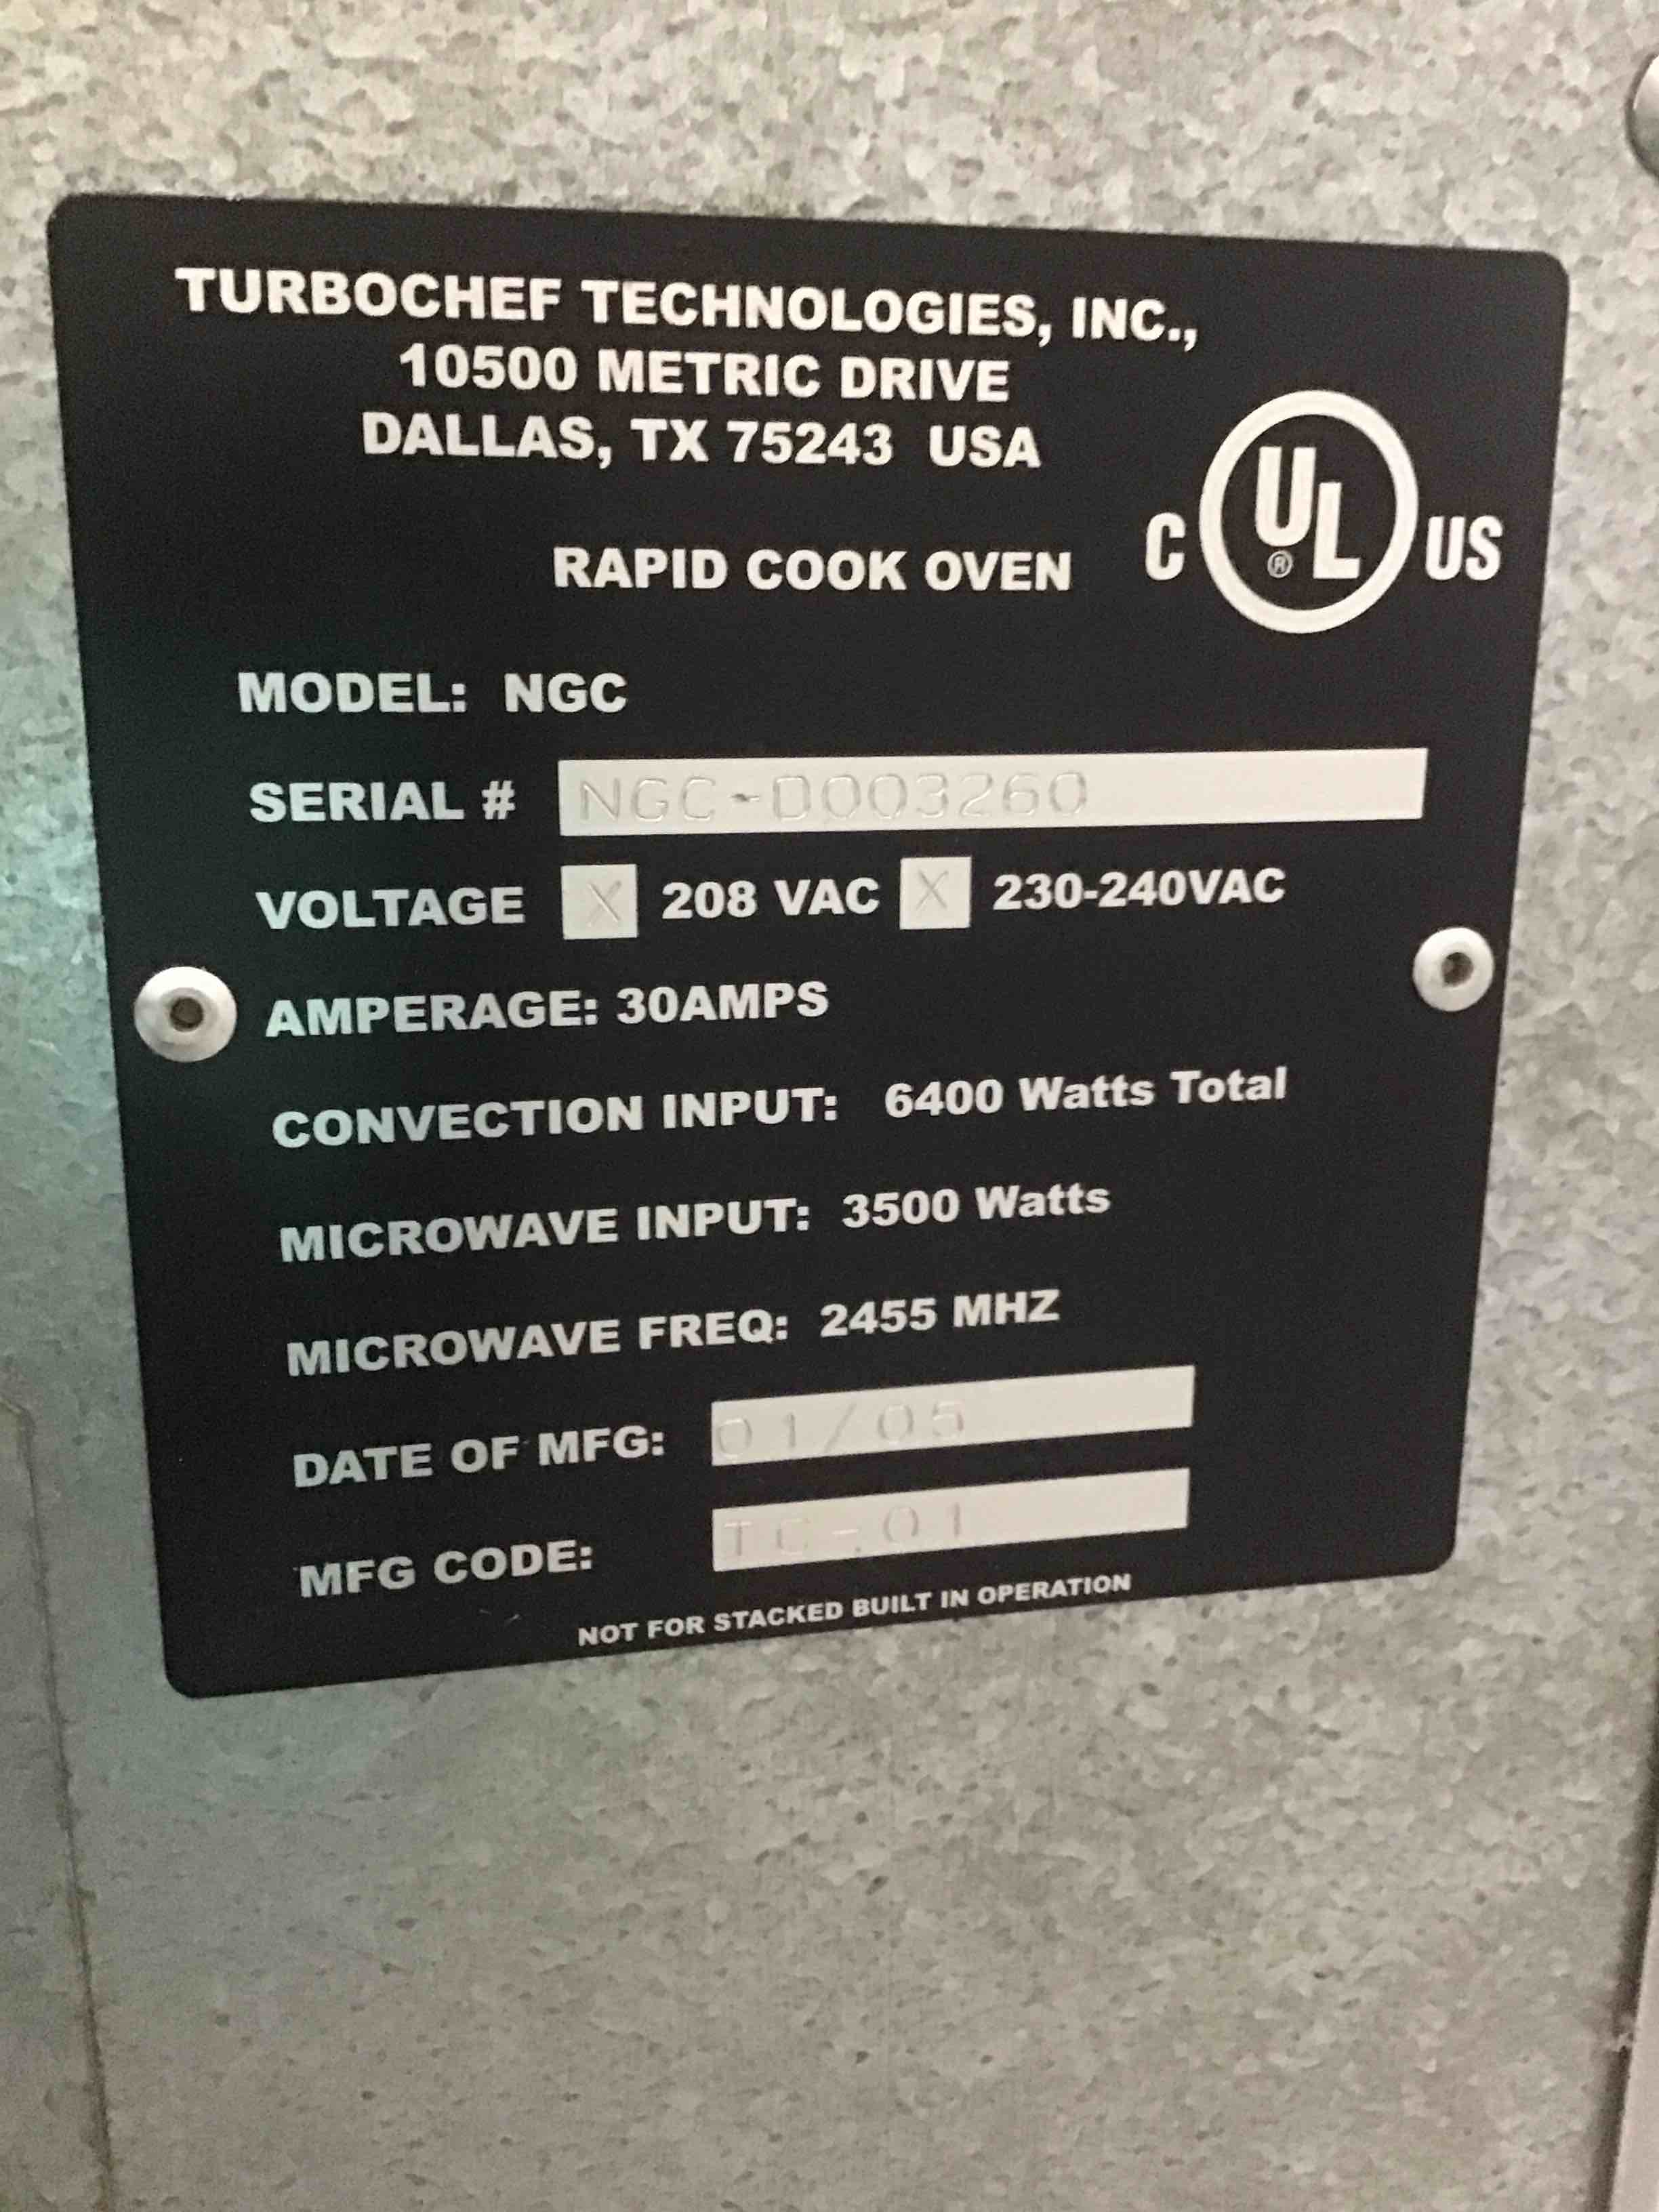 TURBOCHEF TECHNOLOGIES, INC.,
10500 METRIC DRIVE
DALLAS, TX 75243 USA
C UL ® US
RAPID COOK OVEN
MODEL: NGC
SERIAL # NGC-D003260
VOLTAGE X 208 VAC X 230-240VAC
AMPERAGE: 30AMPS
CONVECTION INPUT: 6400 Watts Total
MICROWAVE INPUT: 3500 Watts
MICROWAVE FREQ: 2455 MHZ
DATE OF MFG: 01/05
MFG CODE: TC-01
NOT FOR STACKED BUILT IN OPERATION